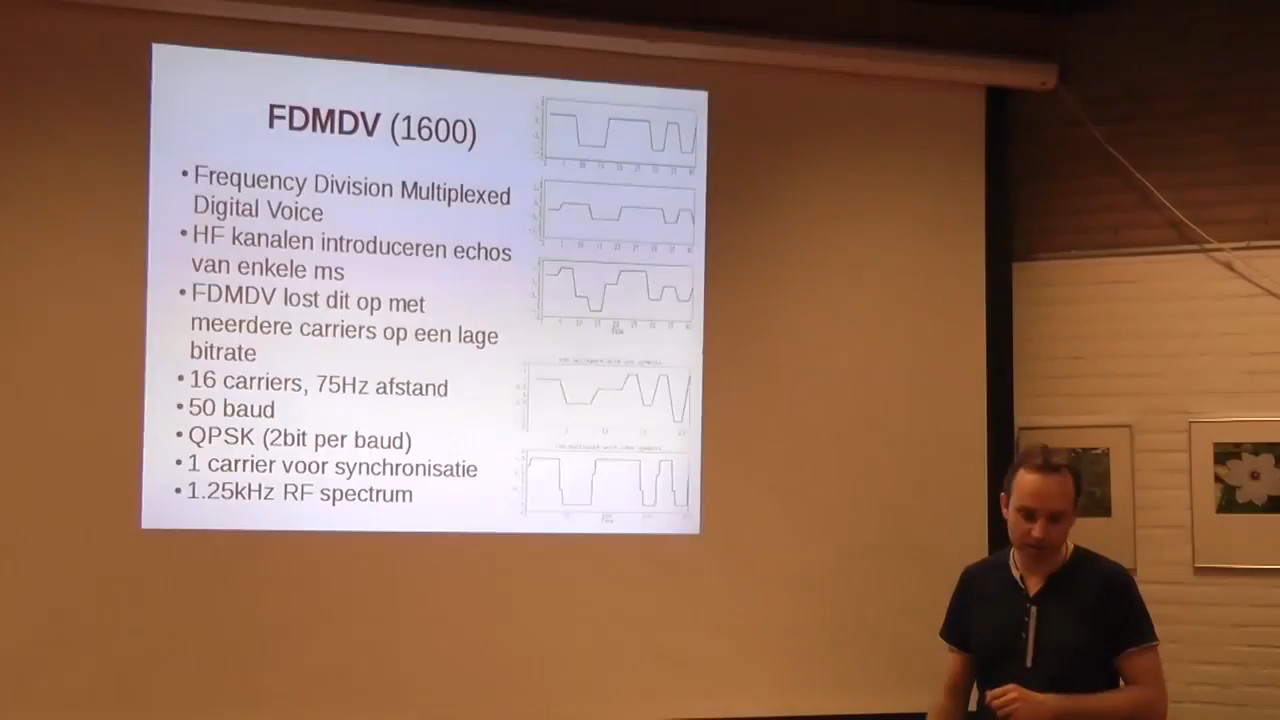 FDMDV (1600)
• Frequency Division Multiplexed
Digital Voice
• HF kanalen introduceren echos
van enkele ms
• FDMDV lost dit op met
meerdere carriers op een lage
bitrate
• 16 carriers, 75Hz afstand
• 50 baud
• QPSK (2bit per baud)
• 1 carrier voor synchronisatie
• 1.25kHz RF spectrum